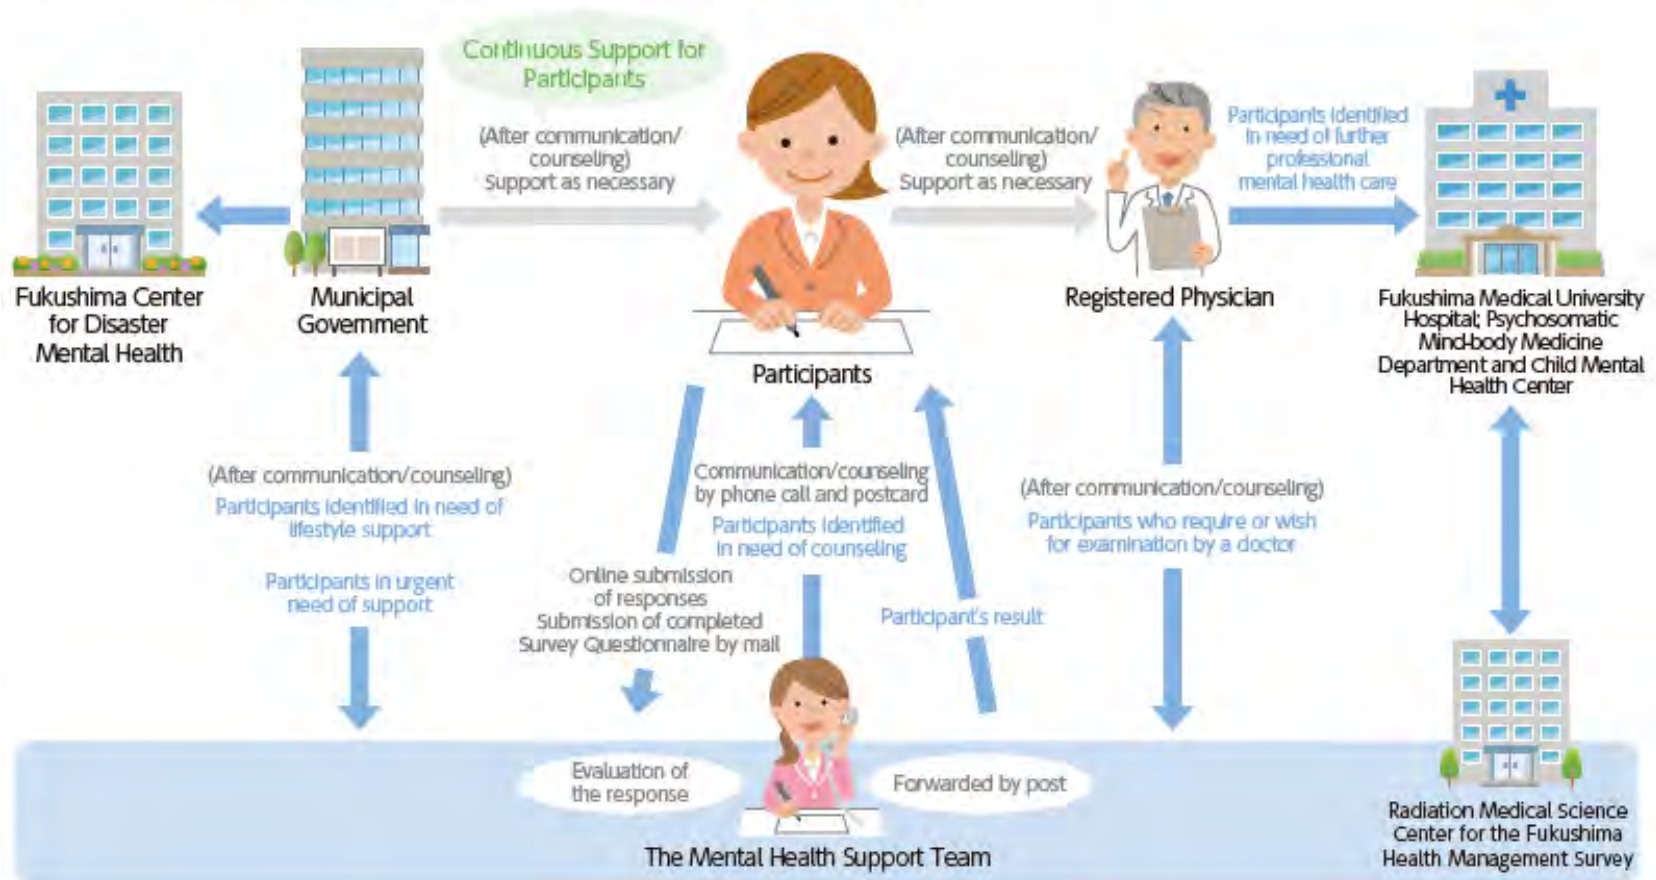 Continuous Support for
Participants
(After communication/
counseling)
Support as necessary
(After communication/
counseling)
Support as necessary
Participants identified
in need of further
professional
mental health care
Fukushima Center
for Disaster
Mental Health
Municipal
Government
Participants
Registered Physician
Fukushima Medical University
Hospital; Psychosomatic
Mind-body Medicine
Department and Child Mental
Health Center
(After communication/counseling)
Participants identified in need of
lifestyle support
Participants in urgent
need of support
Online submission
of responses
Submission of completed
Survey Questionnaire by mail
Communication/counseling
by phone call and postcard
Participants identified
in need of counseling
Participant's result
(After communication/counseling)
Participants who require or wish
for examination by a doctor
Evaluation of
the response
Forwarded by post
The Mental Health Support Team
Radiation Medical Science
Center for the Fukushima
Health Management Survey